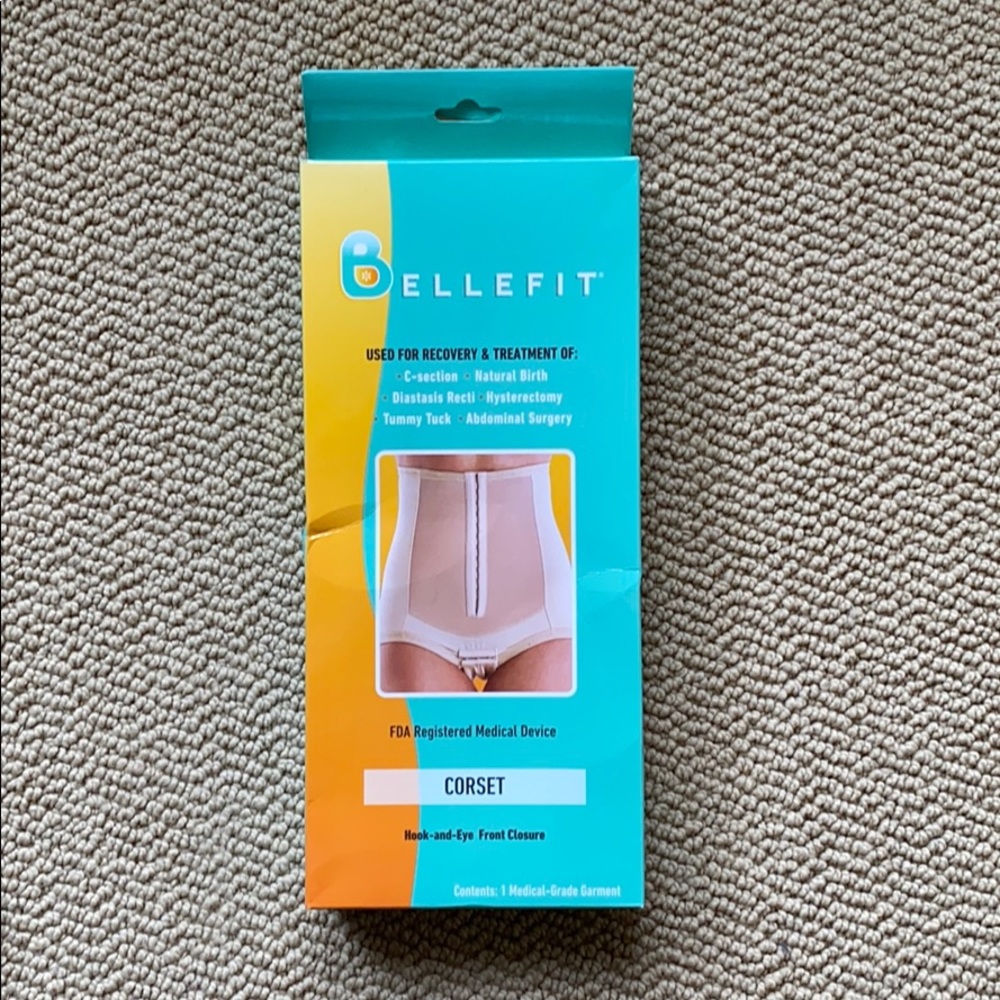 BELLEFIT®
USED FOR RECOVERY & TREATMENT OF:
• C-section • Natural Birth
• Diastasis Recti • Hysterectomy
• Tummy Tuck • Abdominal Surgery
FDA Registered Medical Device
CORSET
Hook-and-Eye Front Closure
Contents: 1 Medical-Grade Garment